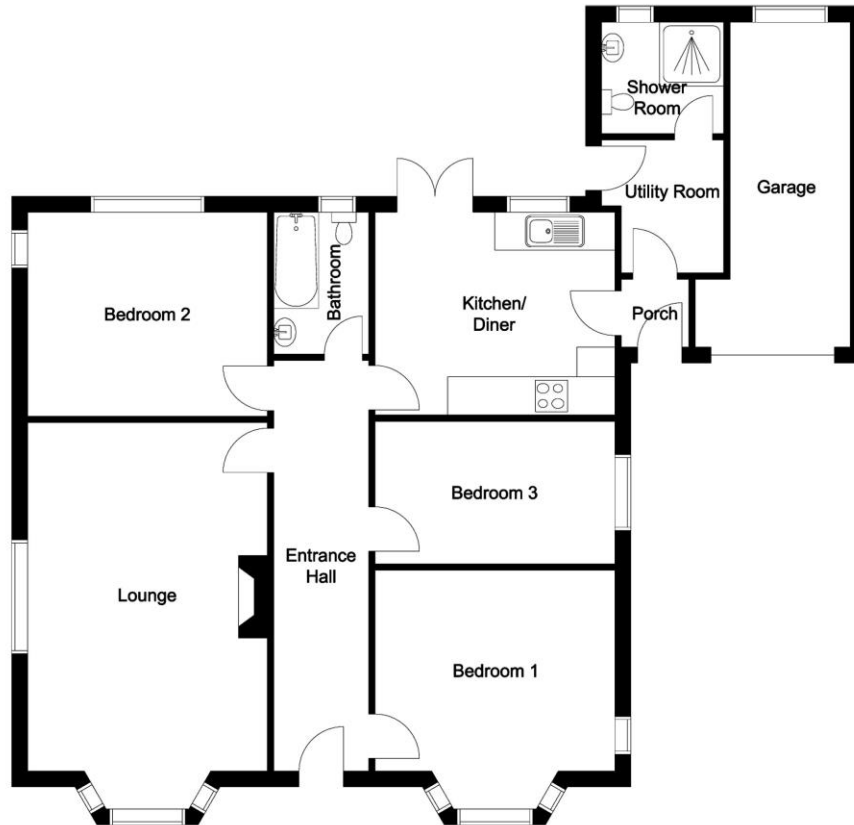 Shower
Room
Utility Room
Garage
Bedroom 2
Bathroom
Kitchen/
Diner
Porch
Bedroom 3
Entrance
Hall
Lounge
Bedroom 1